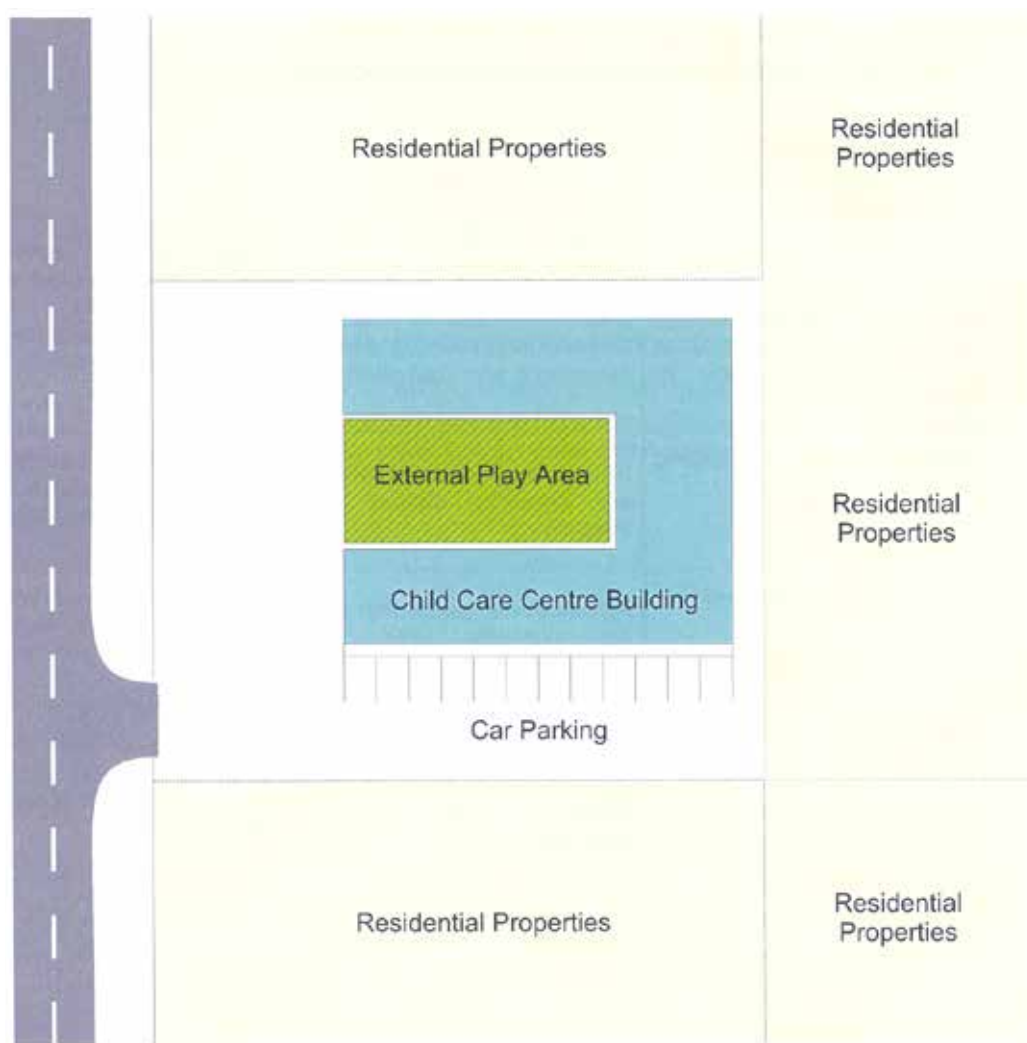 Residential Properties
Residential
Properties
External Play Area
Residential
Properties
Child Care Centre Building
Car Parking
Residential Properties
Residential
Properties